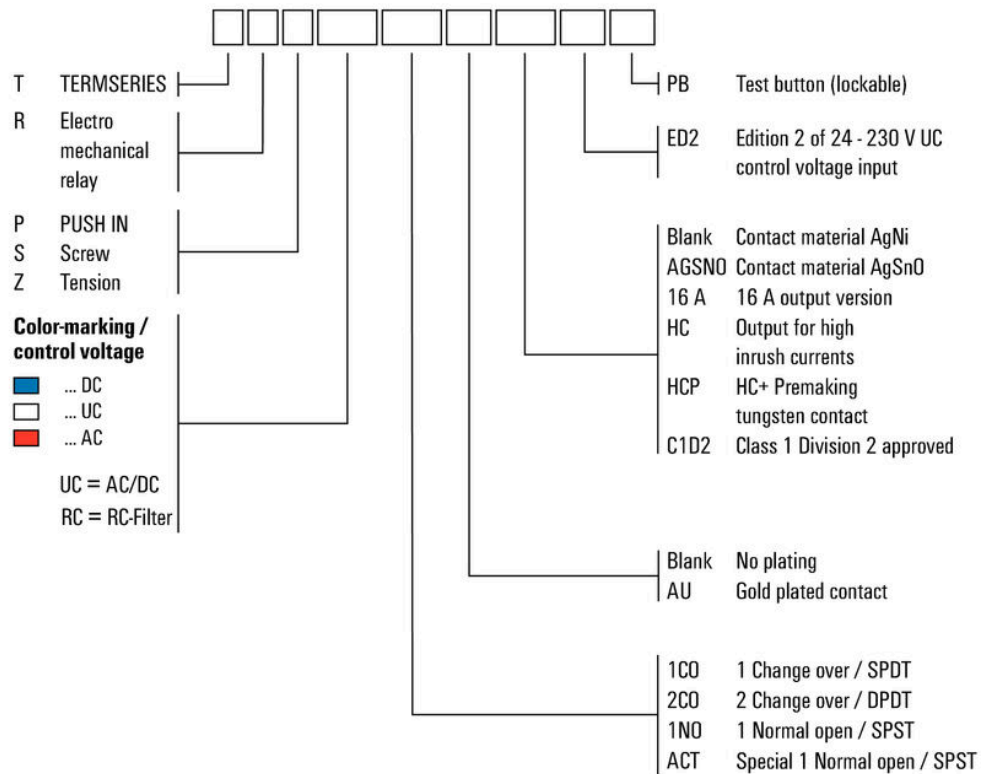 T TERMSERIES
R Electro
mechanical
relay
P PUSH IN
S Screw
Z Tension
Color-marking /
control voltage
... DC
... UC
... AC
UC = AC/DC
RC = RC-Filter
PB Test button (lockable)
ED2 Edition 2 of 24 - 230 V UC
control voltage input
Blank Contact material AgNi
AGSNO Contact material AgSnO
16 A 16 A output version
HC Output for high
inrush currents
HCP HC+ Premaking
tungsten contact
C1D2 Class 1 Division 2 approved
Blank No plating
AU Gold plated contact
1CO 1 Change over / SPDT
2CO 2 Change over / DPDT
1NO 1 Normal open / SPST
ACT Special 1 Normal open / SPST